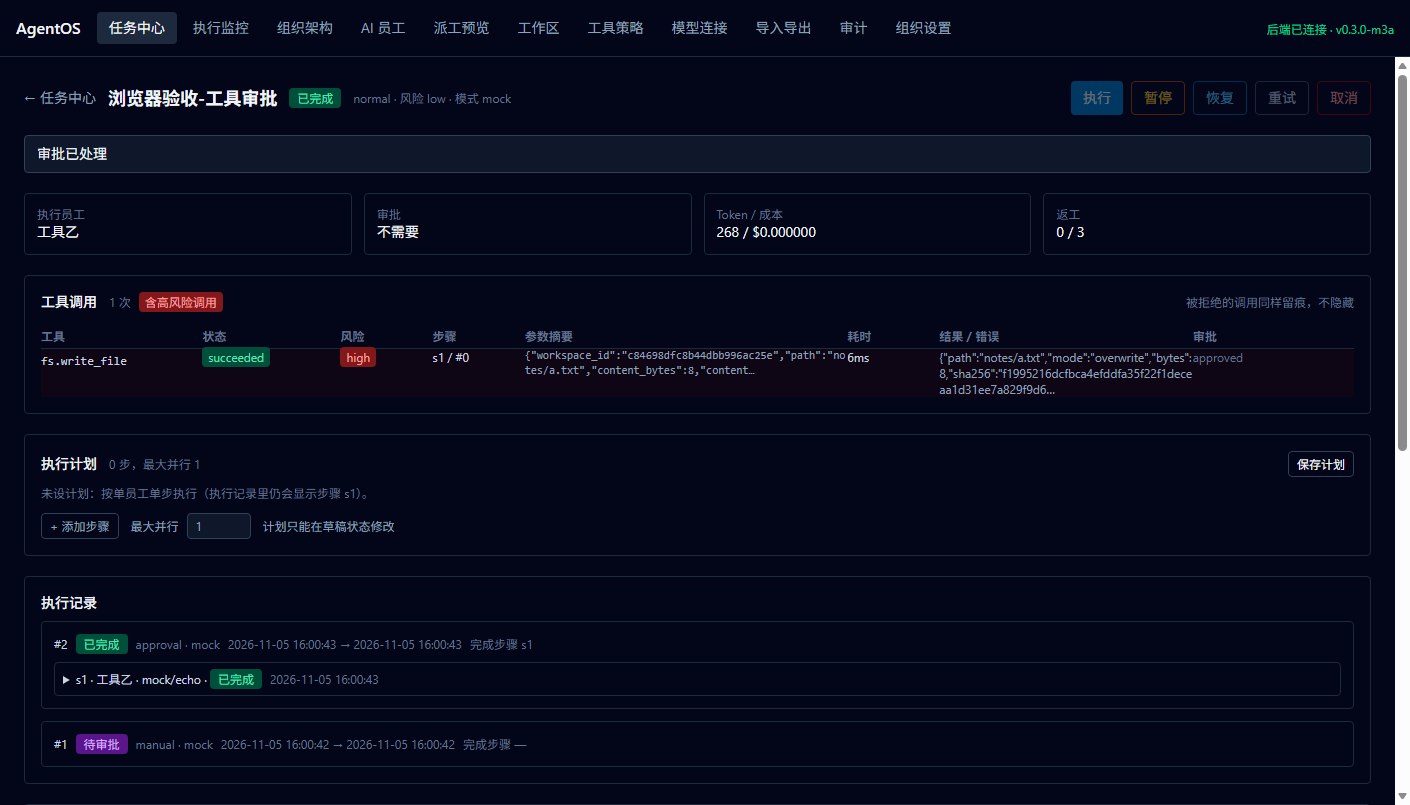 AgentOS 任务中心 执行监控 组织架构 AI 员工 派工预览 工作区 工具策略 模型连接 导入导出 审计 组织设置 后端已连接 · v0.3.0-m3a
← 任务中心 浏览器验收-工具审批 已完成 normal · 风险 low · 模式 mock 执行 暂停 恢复 重试 取消
审批已处理
执行员工 审批 Token / 成本 返工
工具乙 不需要 268 / $0.000000 0 / 3
工具调用 1 次 含高风险调用 被拒绝的调用同样留痕，不隐藏
工具 状态 风险 步骤 参数摘要 耗时 结果 / 错误 审批
fs.write_file succeeded high s1 / #0 {"workspace_id":"c84698dfc8b44dbb996ac25e","path":"no 6ms {"path":"notes/a.txt","mode":"overwrite","bytes": approved
tes/a.txt","content_bytes":8,"content… 8,"sha256":"f1995216dcfbca4efddfa35f22f1dece
aa1d31ee7a829f9d6...
执行计划 0 步，最大并行 1 保存计划
未设计划：按单员工单步执行（执行记录里仍会显示步骤 s1）。
+ 添加步骤 最大并行 1 计划只能在草稿状态修改
执行记录
#2 已完成 approval · mock 2026-11-05 16:00:43 → 2026-11-05 16:00:43 完成步骤 s1
▶ s1 · 工具乙 · mock/echo · 已完成 2026-11-05 16:00:43
#1 待审批 manual · mock 2026-11-05 16:00:42 → 2026-11-05 16:00:42 完成步骤 —